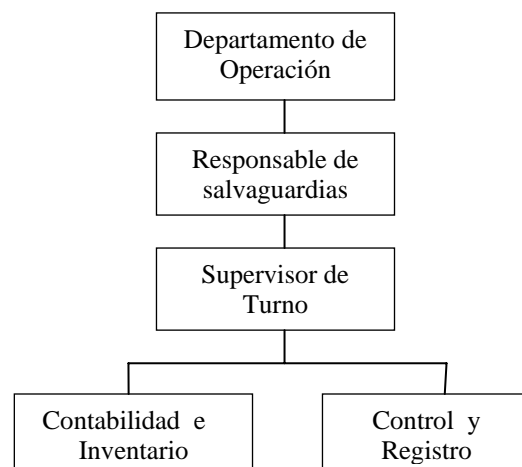 Departamento de
Operación
Responsable de
salvaguardias
Supervisor de
Turno
Contabilidad e
Inventario
Control y
Registro